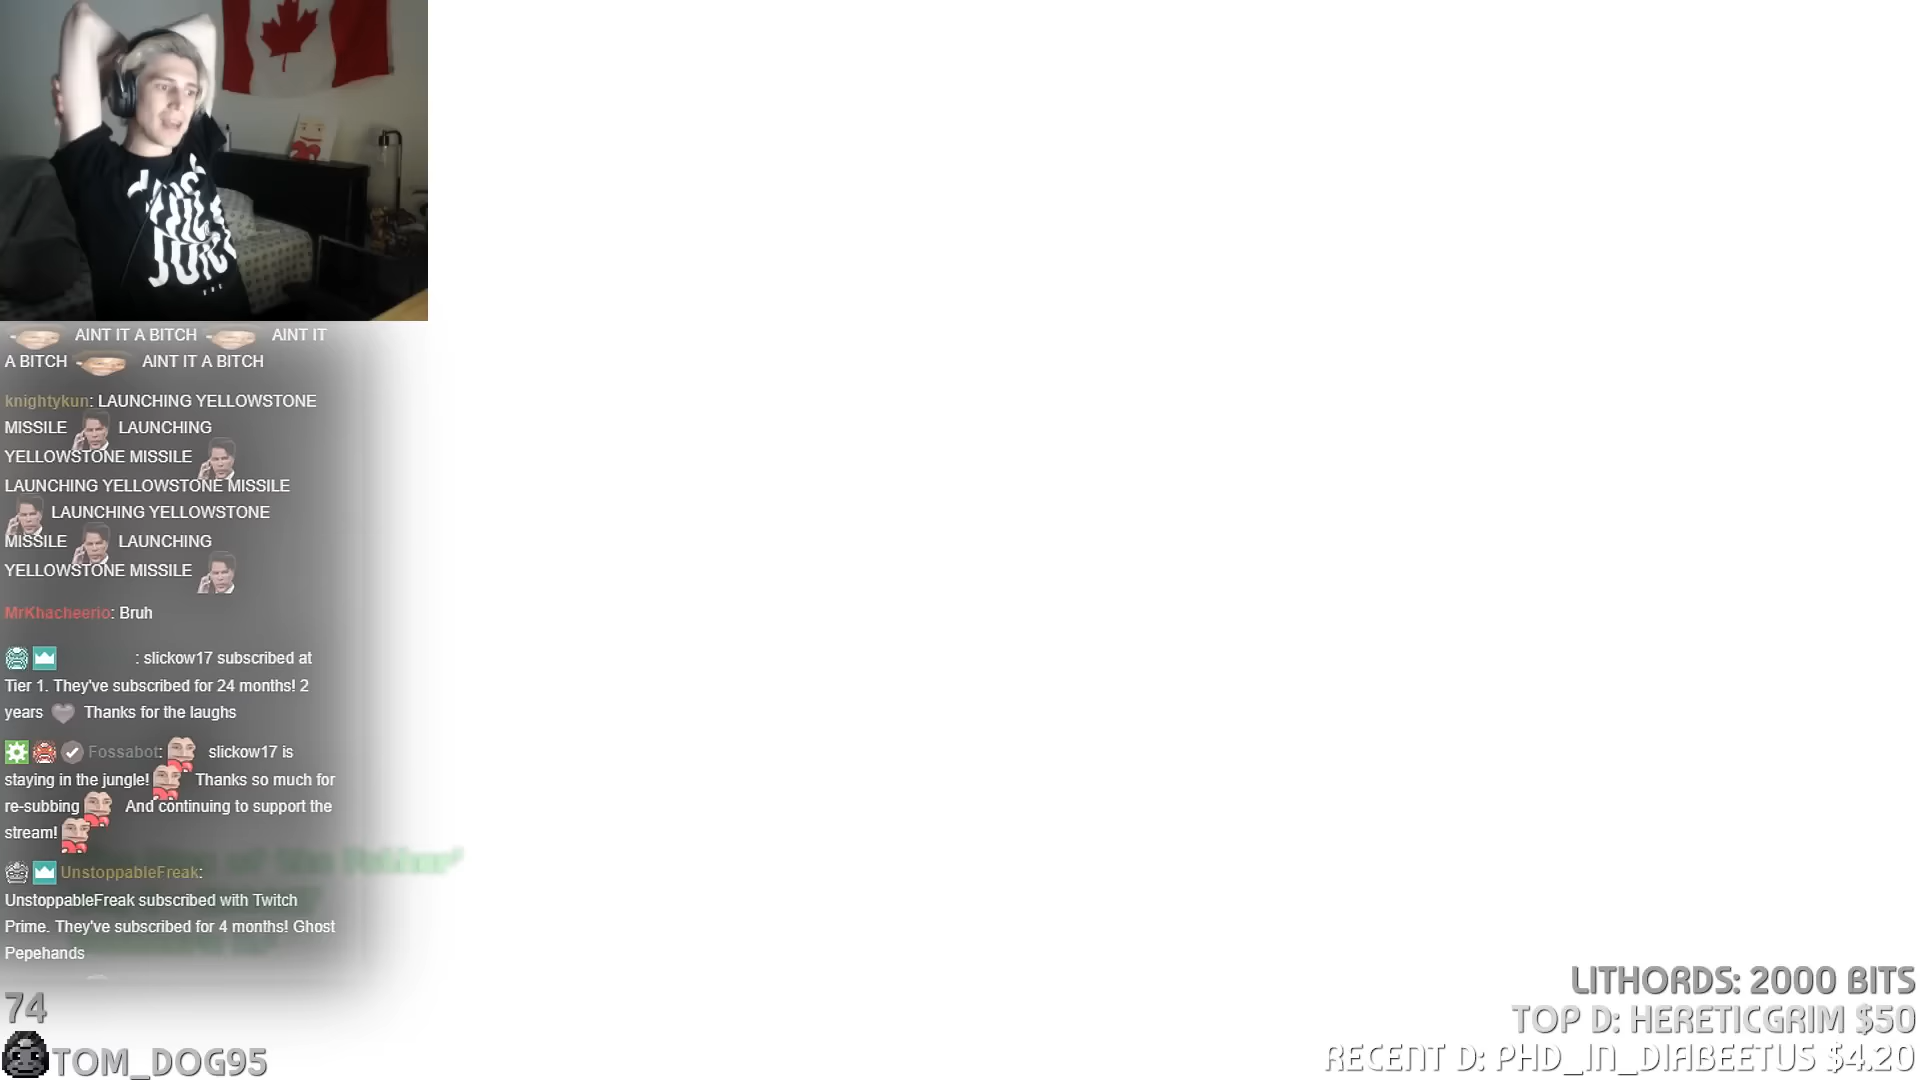 JUICE
AINT IT A BITCH AINT IT
A BITCH AINT IT A BITCH
knightykun: LAUNCHING YELLOWSTONE
MISSILE LAUNCHING
YELLOWSTONE MISSILE
LAUNCHING YELLOWSTONE MISSILE
LAUNCHING YELLOWSTONE
MISSILE LAUNCHING
YELLOWSTONE MISSILE
MrKhacheerio: Bruh
: slickow17 subscribed at
Tier 1. They've subscribed for 24 months! 2
years Thanks for the laughs
Fossabot: slickow17 is
staying in the jungle! Thanks so much for
re-subbing And continuing to support the
stream!
UnstoppableFreak:
UnstoppableFreak subscribed with Twitch
Prime. They've subscribed for 4 months! Ghost
Pepehands
74
TOM_DOG95
LITHORDS: 2000 BITS
TOP D: HERETICGRIM $50
RECENT D: PHD_IN_DIABEETUS $4.20